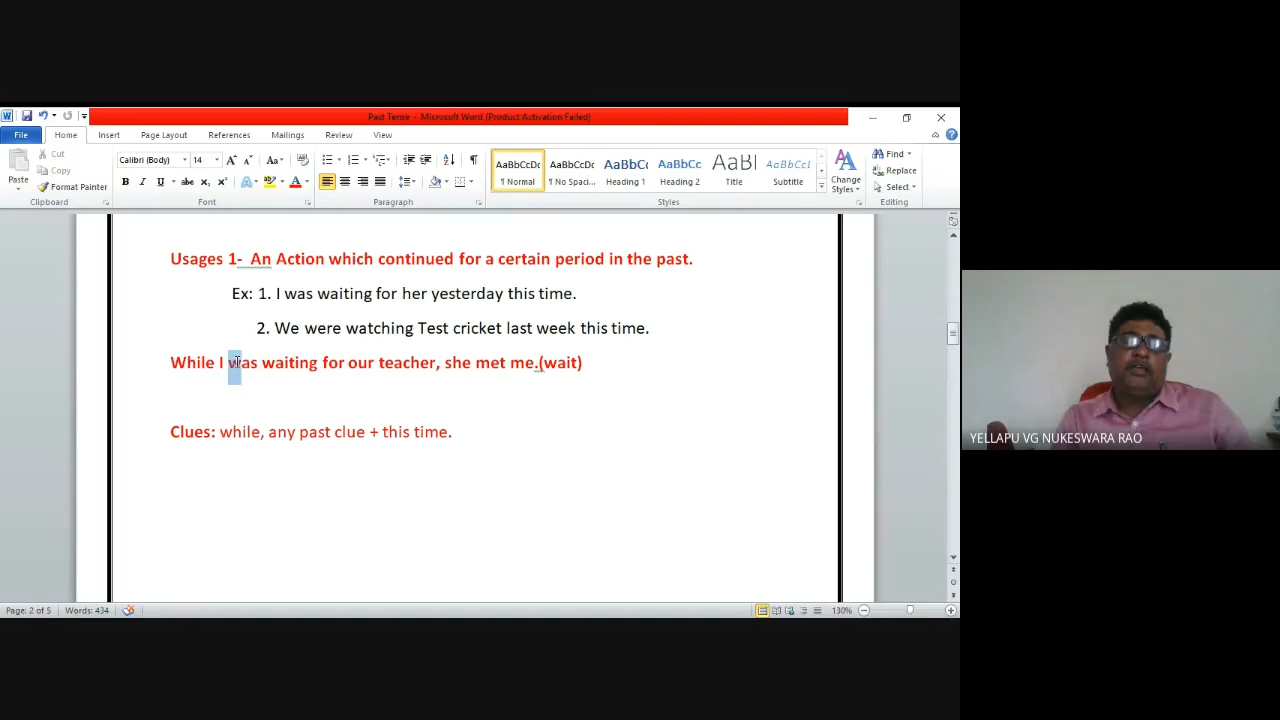 Past Tense - Microsoft Word (Product Activation Failed)
File Home Insert Page Layout References Mailings Review View
Paste
Cut
Copy
Format Painter
Clipboard
Calibri (Body) 14
Font
Paragraph
AaBbCcDc AaBbCcDc AaBbCc AaBbCc AaBl AaBbCcl
¶ Normal ¶ No Spaci... Heading 1 Heading 2 Title Subtitle
Change Styles
Styles
Find
Replace
Select
Editing
Usages 1- An Action which continued for a certain period in the past.
Ex: 1. I was waiting for her yesterday this time.
2. We were watching Test cricket last week this time.
While I was waiting for our teacher, she met me.(wait)
Clues: while, any past clue + this time.
YELLAPU VG NUKESWARA RAO
Page: 2 of 5 Words: 434 130%